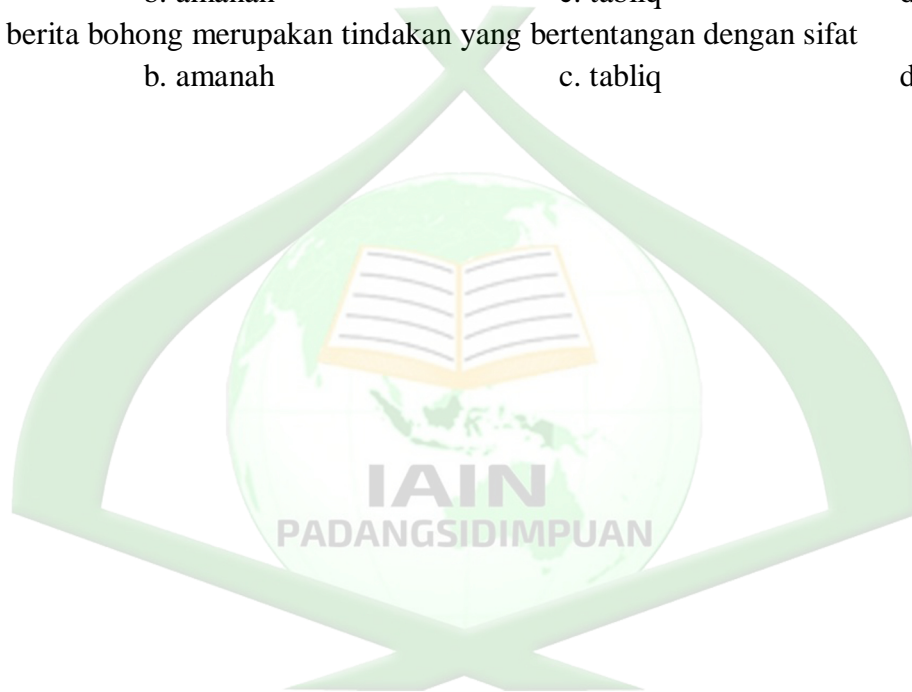 berita bohong merupakan tindakan yang bertentangan dengan sifat
b. amanah c. tabliq d
IAIN
PADANGSIDIMPUAN